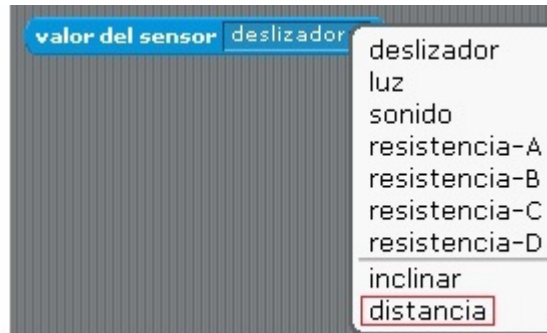 valor del sensor deslizador
deslizador
luz
sonido
resistencia-A
resistencia-B
resistencia-C
resistencia-D
inclinar
distancia